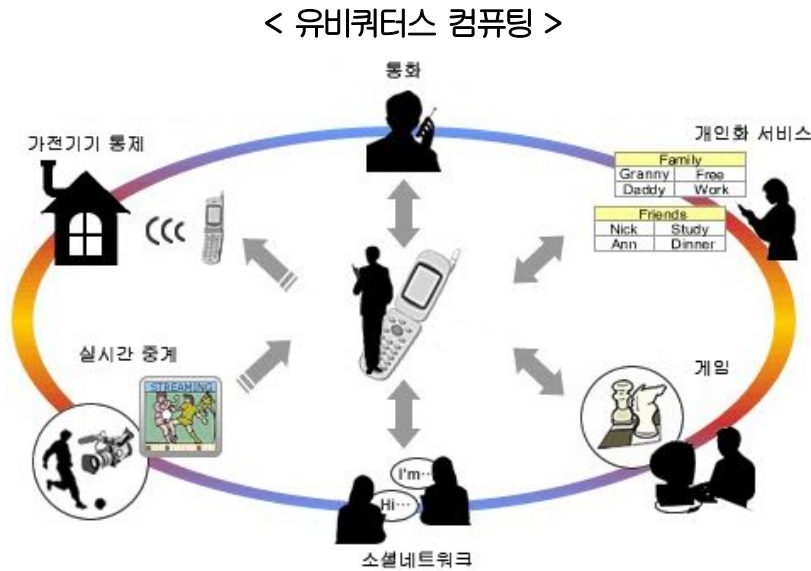 < 유비쿼터스 컴퓨팅 >
통화
가전기기 통제
개인화 서비스
Family
Granny Free
Daddy Work
Friends
Nick Study
Ann Dinner
실시간 중계
STREAMING
게임
I'm...
Hi...
소셜네트워크